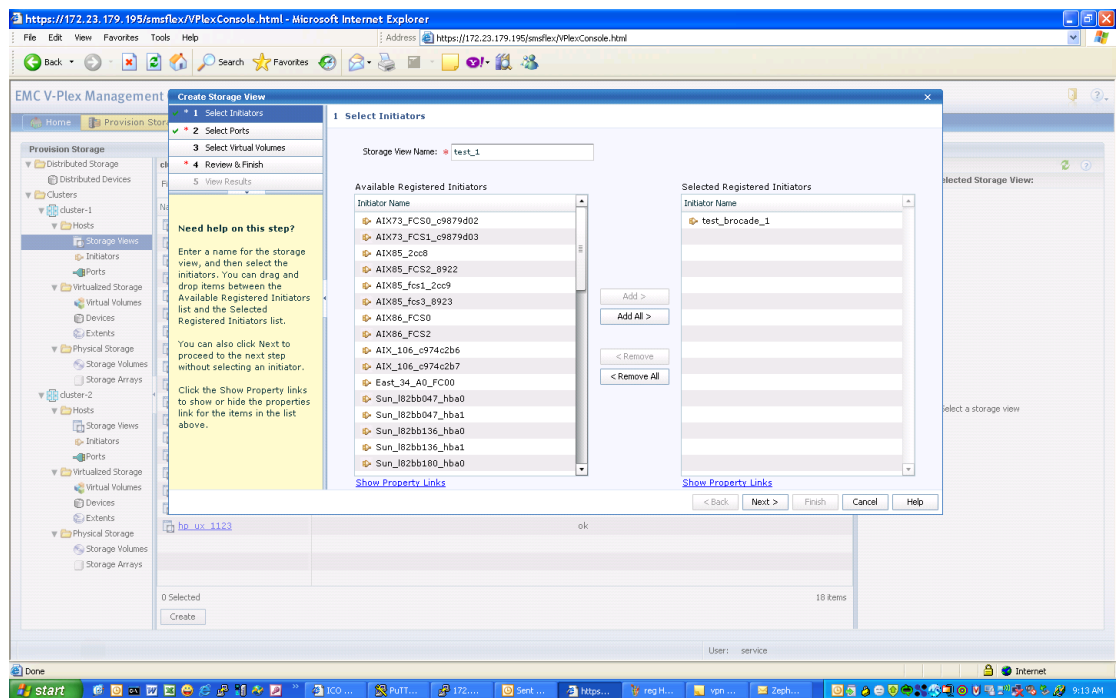 https://172.23.179.195/smsflex/VPlexConsole.html - Microsoft Internet Explorer
File Edit View Favorites Tools Help
Address https://172.23.179.195/smsflex/VPlexConsole.html
Back Search Favorites
EMC V-Plex Management
Home Provision Stor
Create Storage View
* 1 Select Initiators
* 2 Select Ports
3 Select Virtual Volumes
* 4 Review & Finish
5 View Results
Need help on this step?
Enter a name for the storage
view, and then select the
initiators. You can drag and
drop items between the
Available Registered Initiators
list and the Selected
Registered Initiators list.
You can also click Next to
proceed to the next step
without selecting an initiator.
Click the Show Property links
to show or hide the properties
link for the items in the list
above.
1 Select Initiators
Storage View Name: * test_1
Available Registered Initiators
Initiator Name
AIX73_FCS0_c9879d02
AIX73_FCS1_c9879d03
AIX85_2cc8
AIX85_FCS2_8922
AIX85_fcs1_2cc9
AIX85_fcs3_8923
AIX86_FCS0
AIX86_FCS2
AIX_106_c974c2b6
AIX_106_c974c2b7
East_34_A0_FC00
Sun_l82bb047_hba0
Sun_l82bb047_hba1
Sun_l82bb136_hba0
Sun_l82bb136_hba1
Sun_l82bb180_hba0
Show Property Links
Add >
Add All >
< Remove
< Remove All
Selected Registered Initiators
Initiator Name
test_brocade_1
Show Property Links
< Back Next > Finish Cancel Help
Provision Storage
Distributed Storage
Distributed Devices
Clusters
cluster-1
Hosts
Storage Views
Initiators
Ports
Virtualized Storage
Virtual Volumes
Devices
Extents
Physical Storage
Storage Volumes
Storage Arrays
cluster-2
Hosts
Storage Views
Initiators
Ports
Virtualized Storage
Virtual Volumes
Devices
Extents
Physical Storage
Storage Volumes
Storage Arrays
elected Storage View:
elect a storage view
hp_ux_1123 ok
0 Selected 18 items
Create
User: service
Done Internet
start ICO ... PuTT... 172.... Sent ... https... reg H... vpn ... Zeph... 9:13 AM